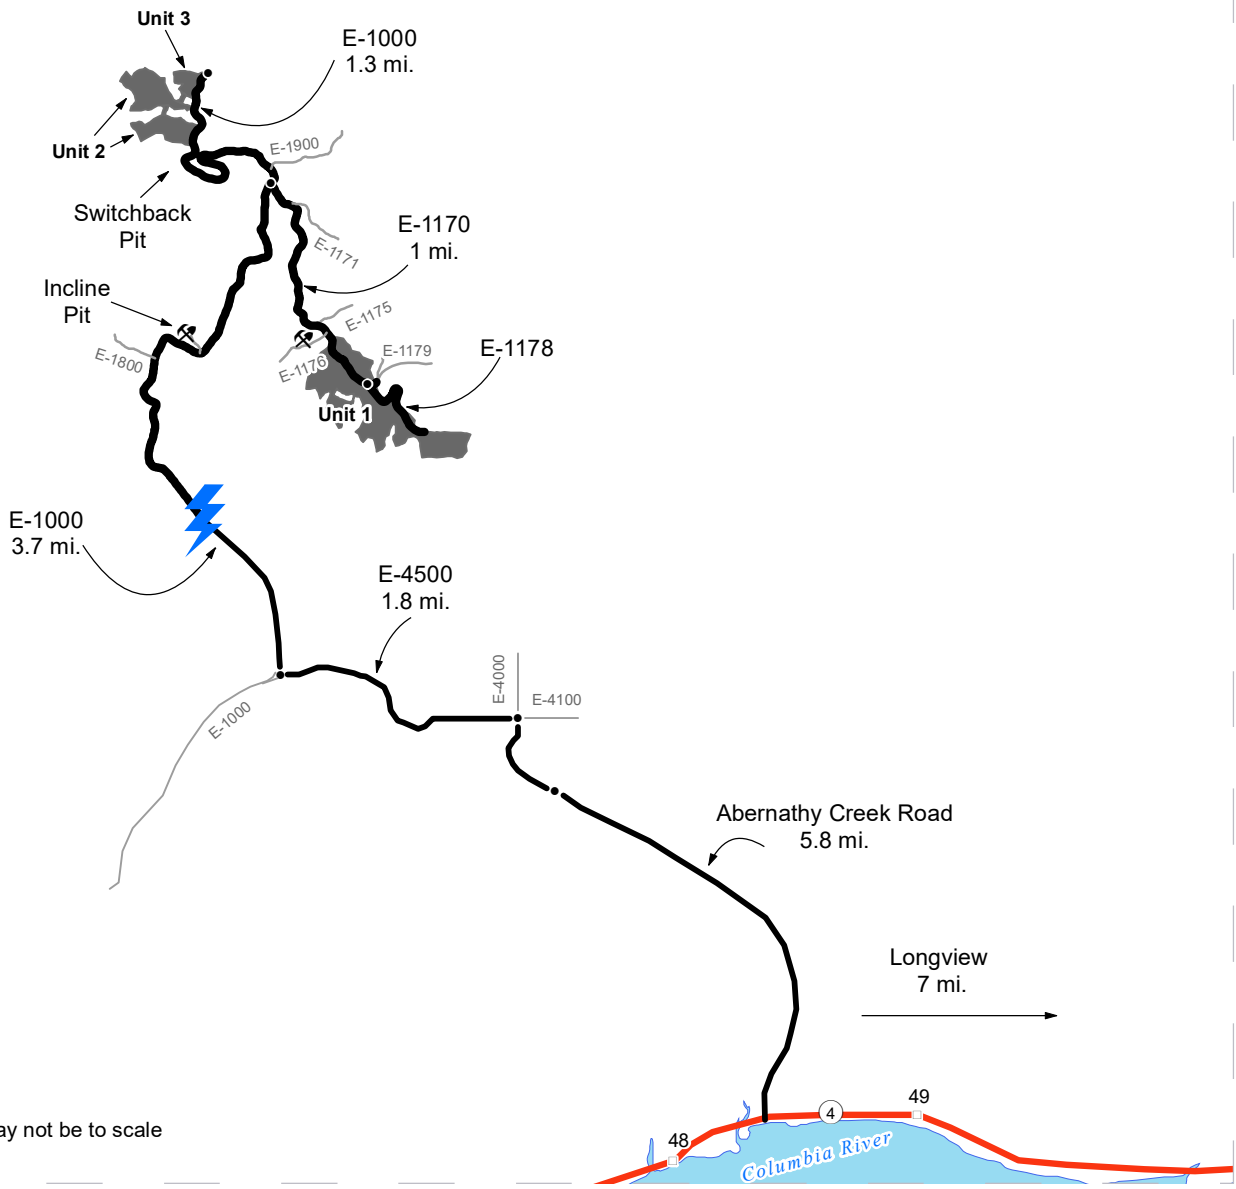 Unit 3
E-1000
1.3 mi.
E-1900
Unit 2
Switchback
Pit
E-1170
1 mi.
E-1171
Incline
Pit
E-1175
E-1800
E-1176
E-1179
E-1178
Unit 1
E-1000
3.7 mi.
E-4500
1.8 mi.
E-4000
E-4100
E-1000
Abernathy Creek Road
5.8 mi.
Longview
7 mi.
49
4
48
ay not be to scale
Columbia River